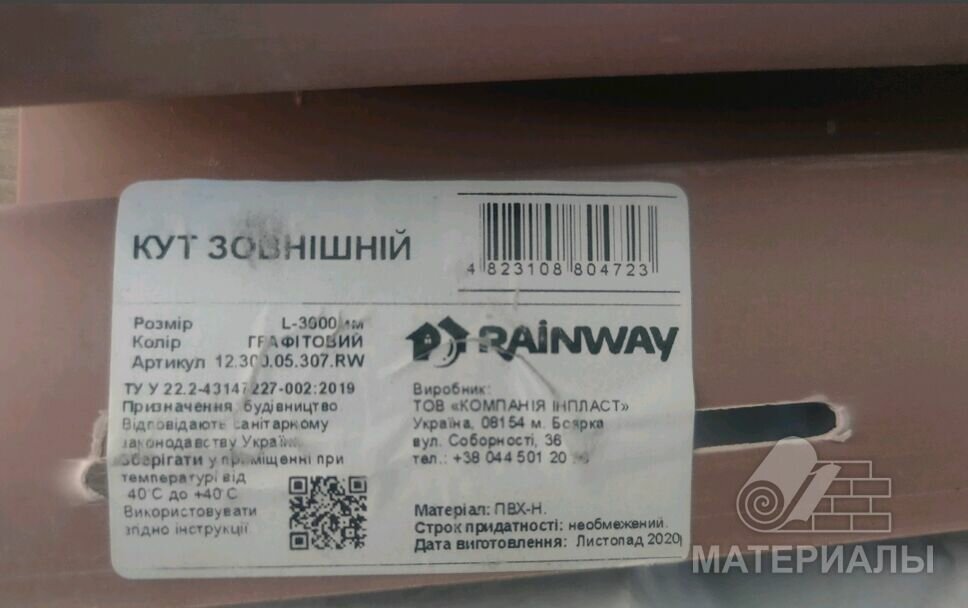 КУТ ЗОВНІШНІЙ
4 823108 804723
Розмір L-3000мм
Колір ГРАФІТОВИЙ
Артикул 12.300.05.307.RW
RAINWAY
ТУ У 22.2-43147227-002:2019
Призначення: будівництво
Відповідають санітарному
законодавству України.
Зберігати у приміщенні при
температурі від
-40°С до +40°С
Використовувати
згідно інструкції.
Виробник:
ТОВ «КОМПАНІЯ ІНПЛАСТ»
Україна, 08154 м. Боярка
вул. Соборності, 36
тел.: +38 044 501 20
Матеріал: ПВХ-Н.
Строк придатності: необмежений.
Дата виготовлення: Листопад 2020
МАТЕРИАЛЫ